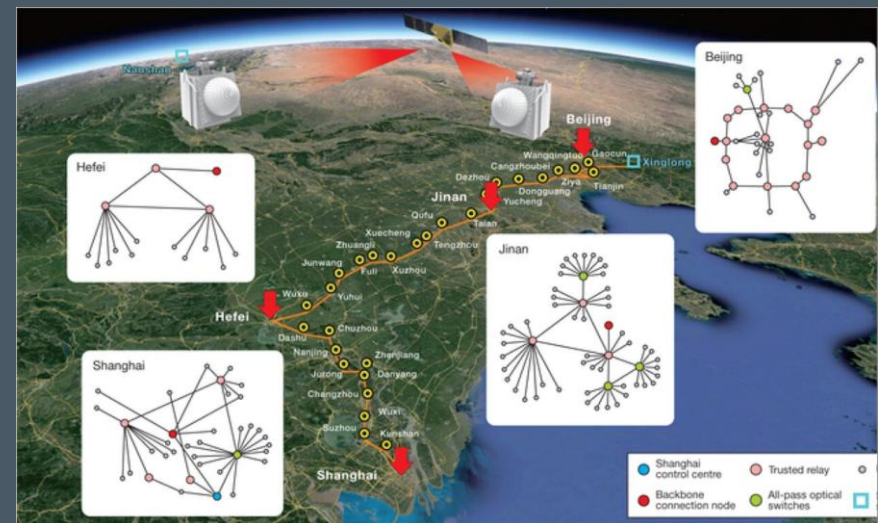 Nanshan
Beijing
Beijing
Wangqingtuo
Gaocun
Xinglong
Cangzhoubei
Dezhou
Ziya
Tianjin
Dongguang
Jinan
Yucheng
Hefei
Qufu
Taian
Xuecheng
Tengzhou
Zhuangli
Jinan
Junwang
Fuli
Xuzhou
Wuhe
Yuhui
Hefei
Dashu
Chuzhou
Nanjing
Zhenjiang
Shanghai
Jurong
Danyang
Changzhou
Wuxi
Suzhou
Kunshan
Shanghai
Shanghai
control centre
Trusted relay
Backbone
connection node
All-pass optical
switches